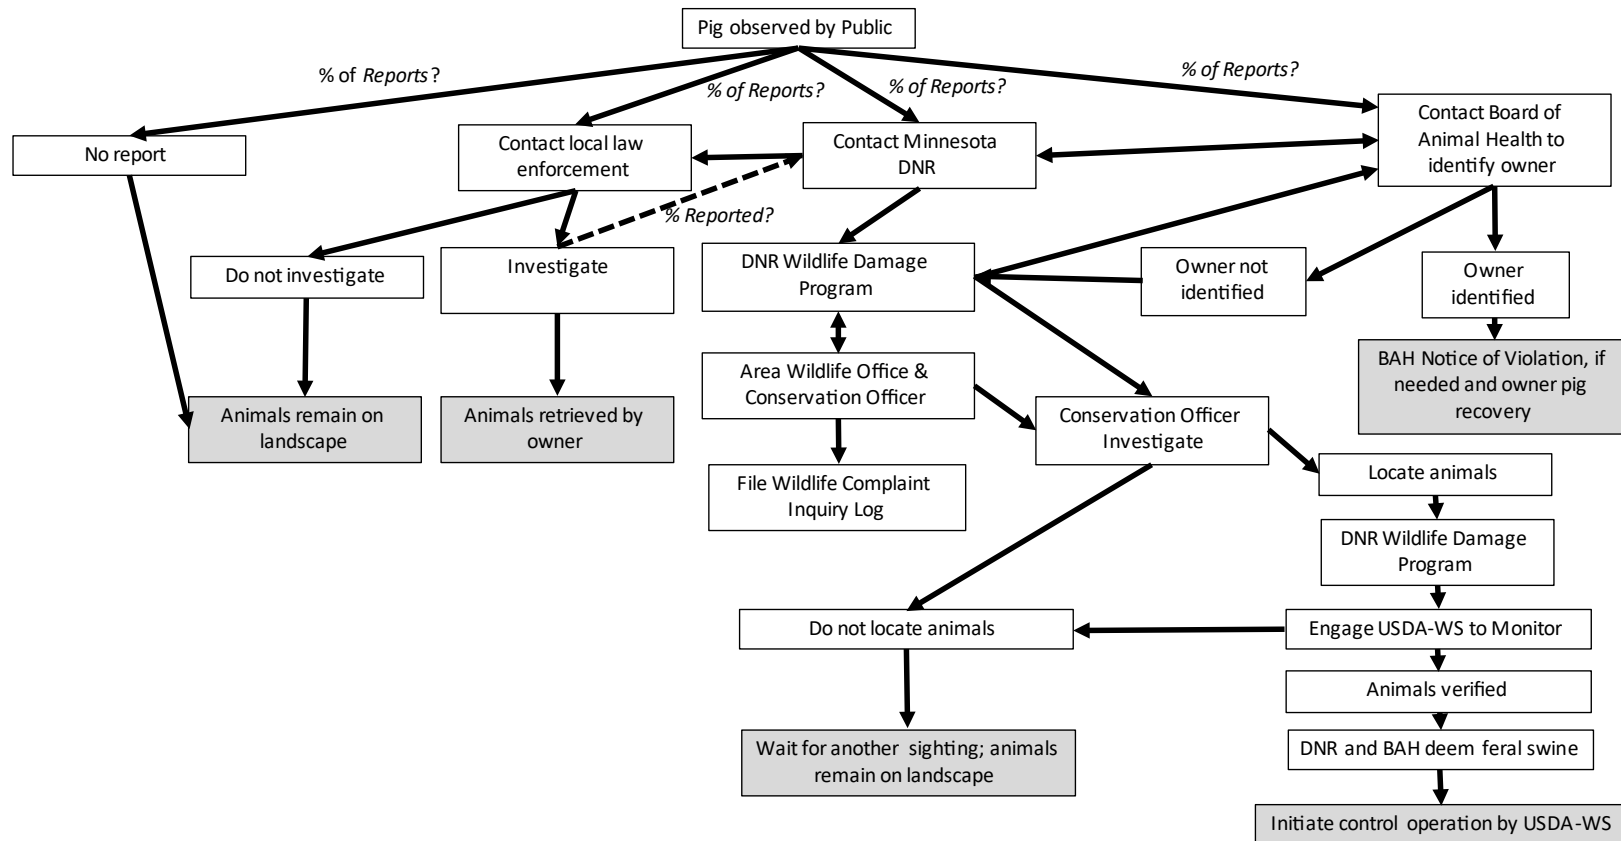 Pig observed by Public
% of Reports?
% of Reports?
% of Reports?
% of Reports?
No report
Contact local law
enforcement
Contact Minnesota
DNR
Contact Board of
Animal Health to
identify owner
% Reported?
Do not investigate
Investigate
DNR Wildlife Damage
Program
Owner not
identified
Owner
identified
Animals remain on
landscape
Animals retrieved by
owner
Area Wildlife Office &
Conservation Officer
Conservation Officer
Investigate
BAH Notice of Violation, if
needed and owner pig
recovery
File Wildlife Complaint
Inquiry Log
Locate animals
DNR Wildlife Damage
Program
Do not locate animals
Engage USDA-WS to Monitor
Animals verified
Wait for another sighting; animals
remain on landscape
DNR and BAH deem feral swine
Initiate control operation by USDA-WS